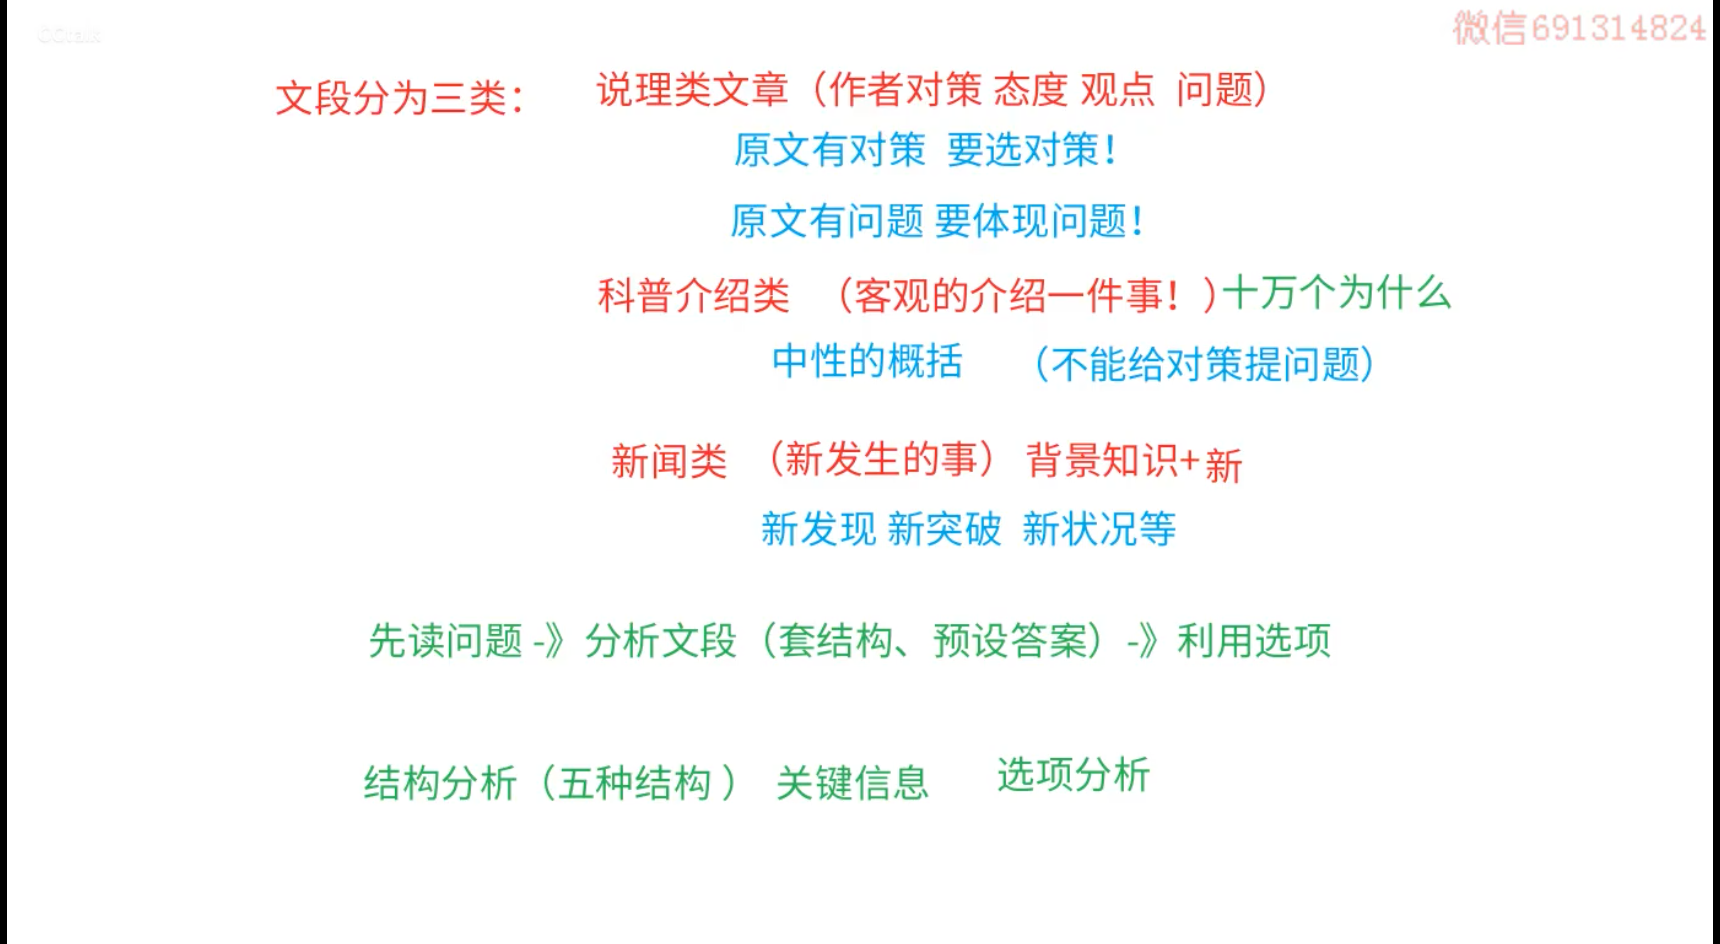 CCtalk
微信691314824
文段分为三类： 说理类文章（作者对策 态度 观点 问题）
原文有对策 要选对策！
原文有问题 要体现问题！
科普介绍类 （客观的介绍一件事！）十万个为什么
中性的概括 （不能给对策提问题）
新闻类 （新发生的事） 背景知识+新
新发现 新突破 新状况等
先读问题 -》分析文段（套结构、预设答案）-》利用选项
结构分析（五种结构 ） 关键信息 选项分析